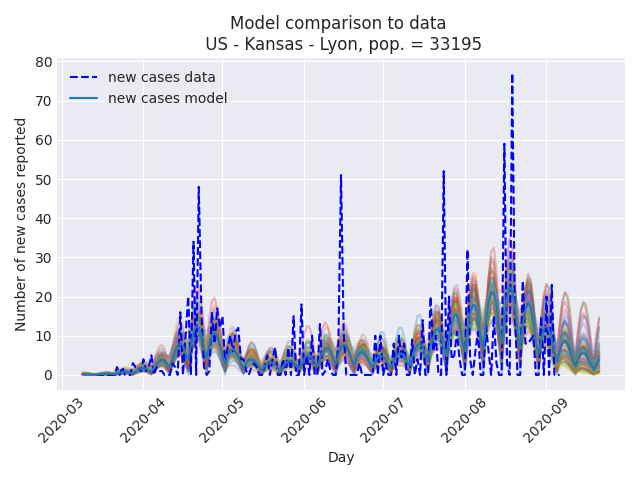 Model comparison to data
US - Kansas - Lyon, pop. = 33195
new cases data
new cases model
Number of new cases reported
80
70
60
50
40
30
20
10
0
2020-03
2020-04
2020-05
2020-06
2020-07
2020-08
2020-09
Day